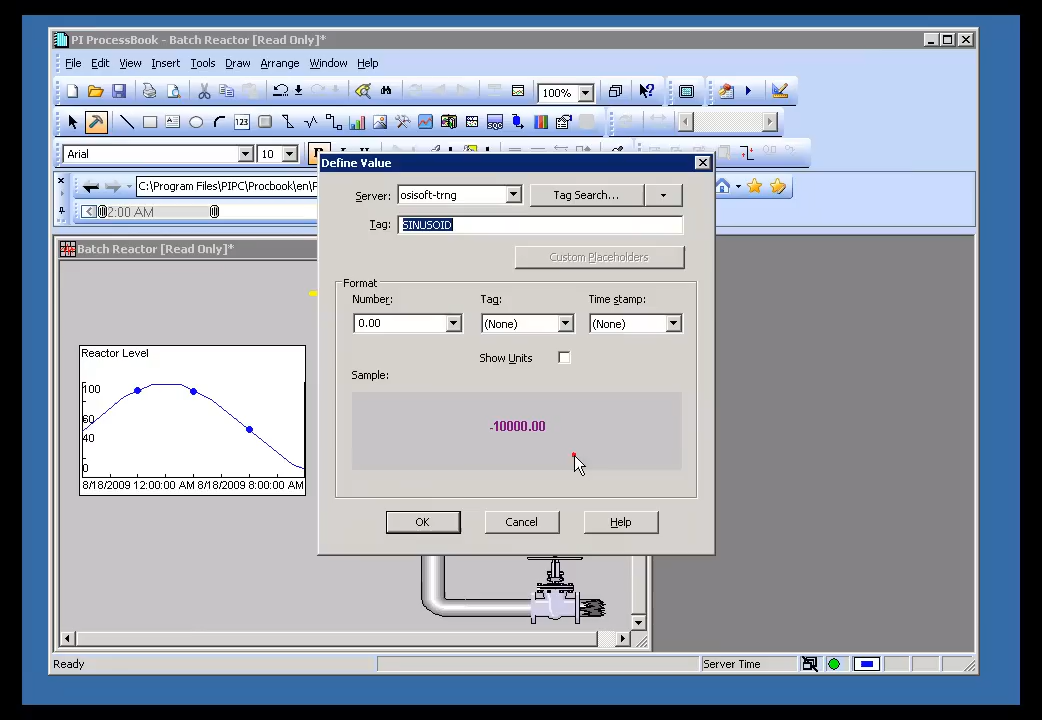 PI ProcessBook - Batch Reactor [Read Only]*
File Edit View Insert Tools Draw Arrange Window Help
100%
123
SQC
Arial 10
Define Value
C:\Program Files\PIPC\Procbook\en\
2:00 AM
Server: osisoft-trng Tag Search...
Tag: SINUSOID
Custom Placeholders
Batch Reactor [Read Only]*
Format
Number: Tag: Time stamp:
0.00 (None) (None)
Show Units
Sample:
-10000.00
Reactor Level
100
60
40
0
8/18/2009 12:00:00 AM 8/18/2009 8:00:00 AM
OK Cancel Help
Ready Server Time